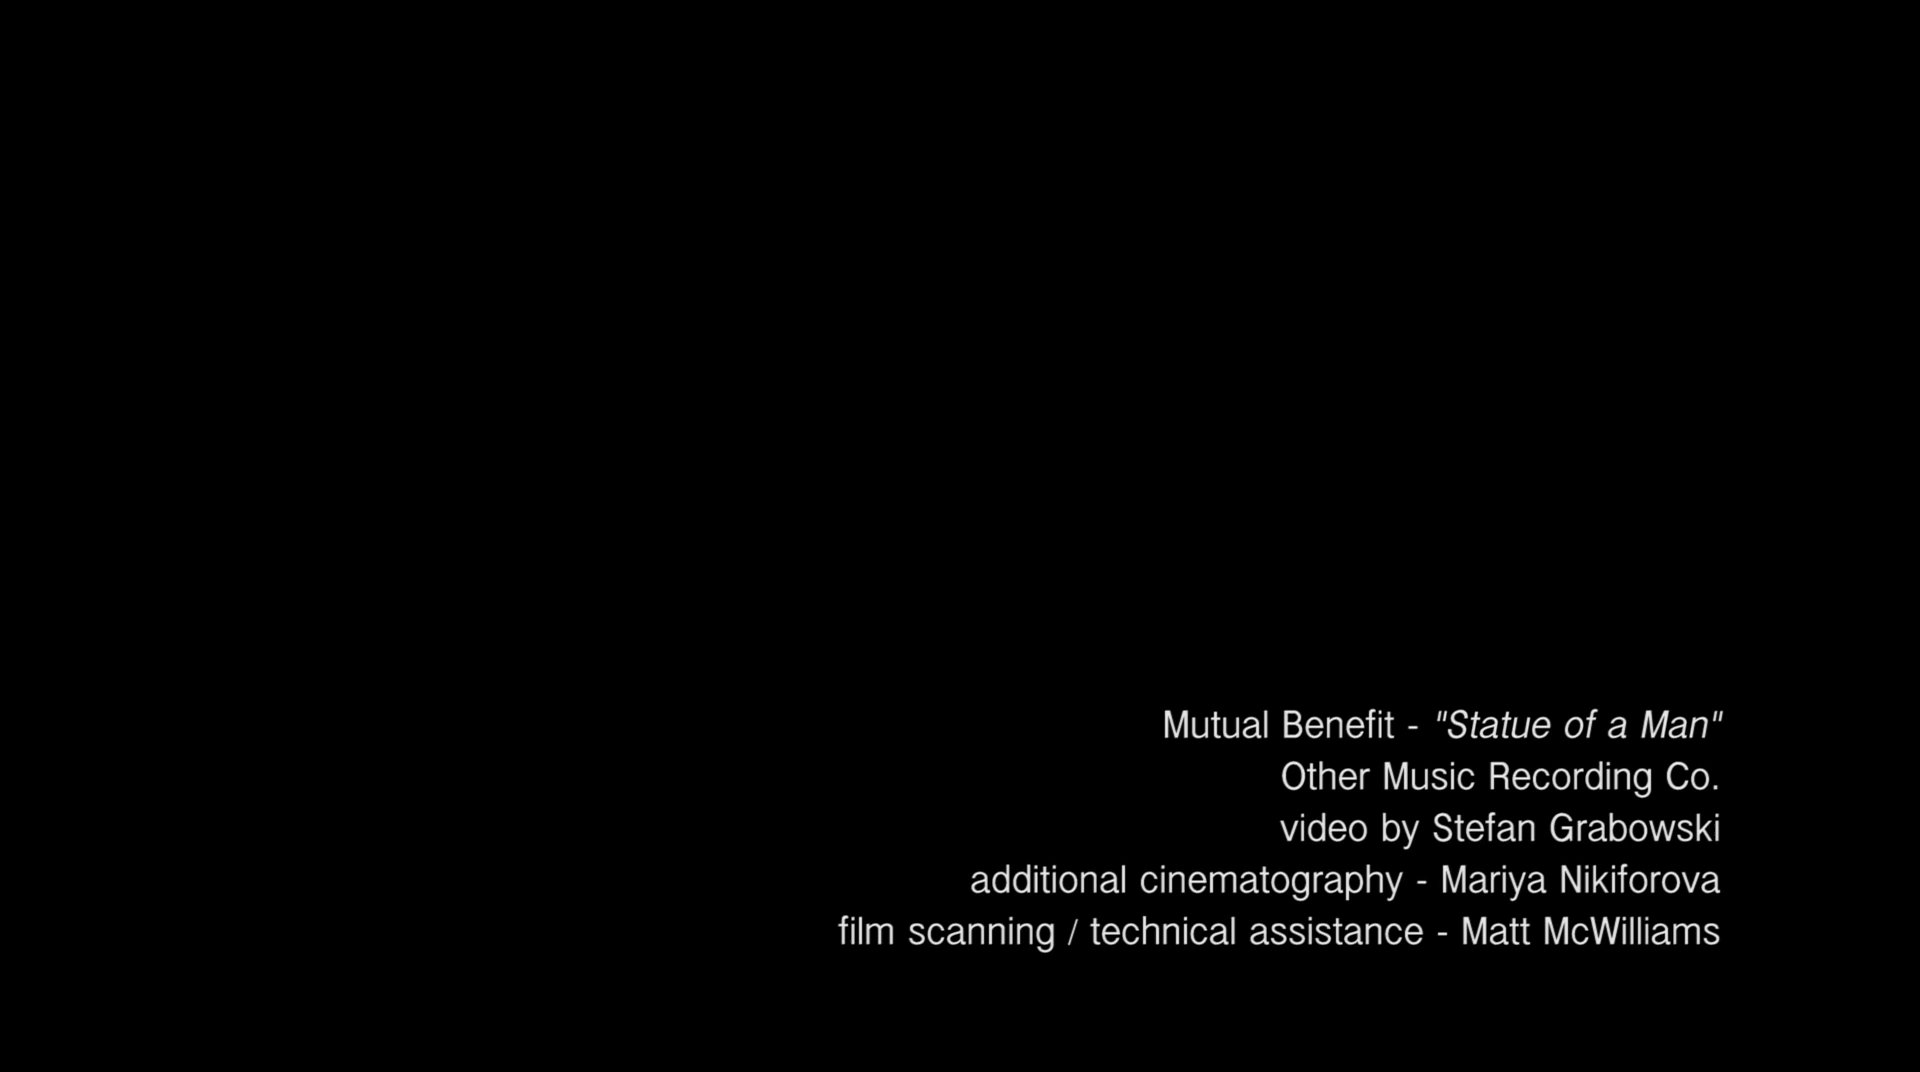 Mutual Benefit - "Statue of a Man"
Other Music Recording Co.
video by Stefan Grabowski
additional cinematography - Mariya Nikiforova
film scanning / technical assistance - Matt McWilliams